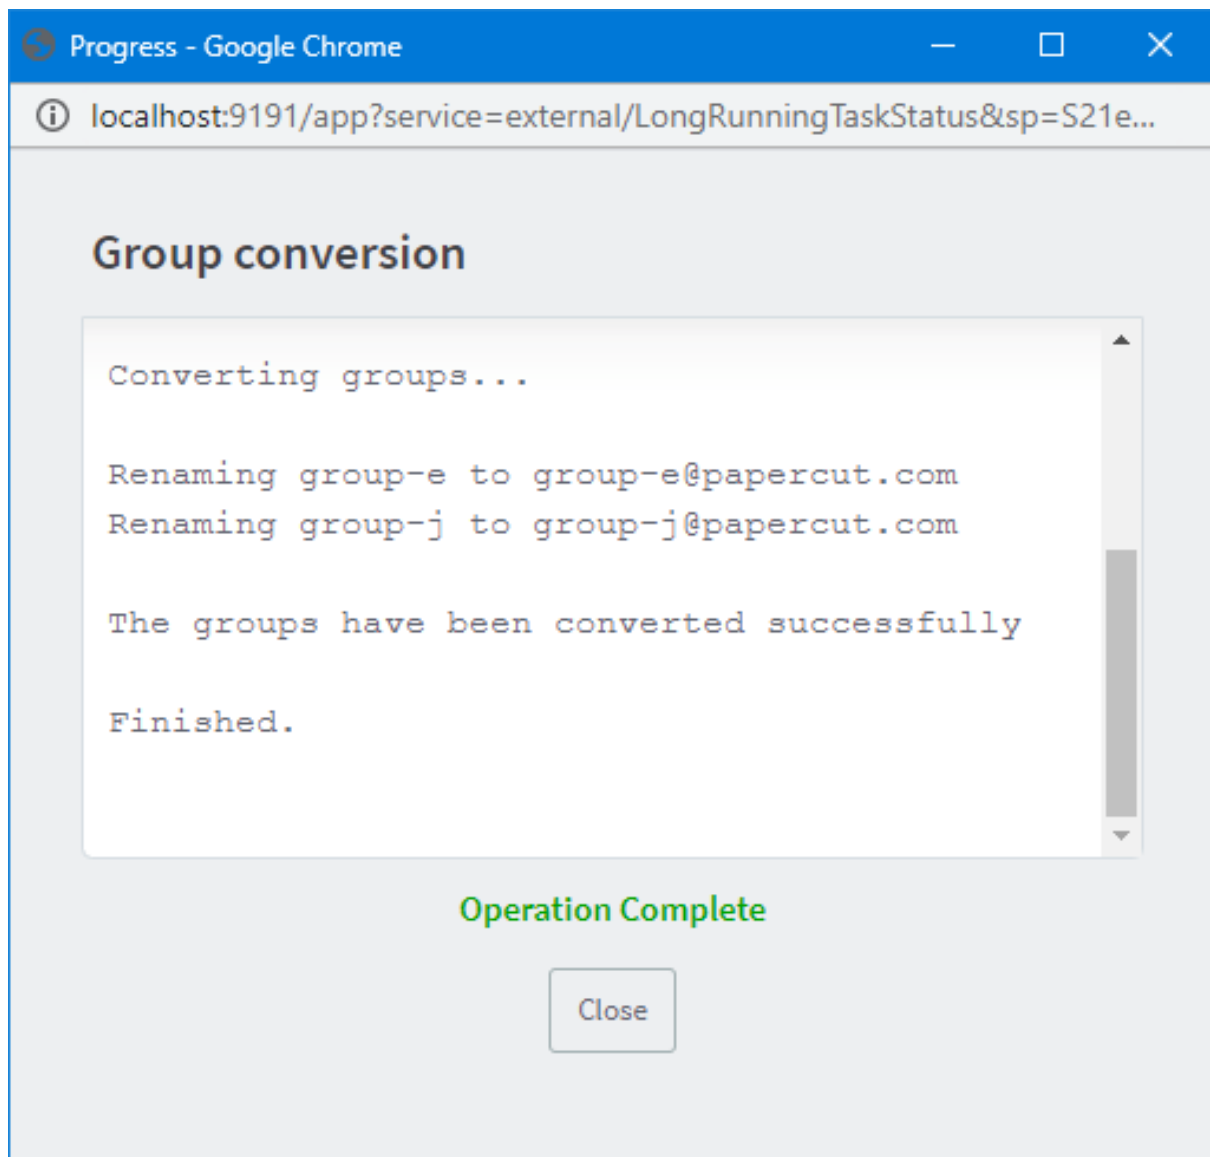 Progress - Google Chrome
localhost:9191/app?service=external/LongRunningTaskStatus&sp=S21e...
Group conversion
Converting groups...
Renaming group-e to group-e@papercut.com
Renaming group-j to group-j@papercut.com
The groups have been converted successfully
Finished.
Operation Complete
Close